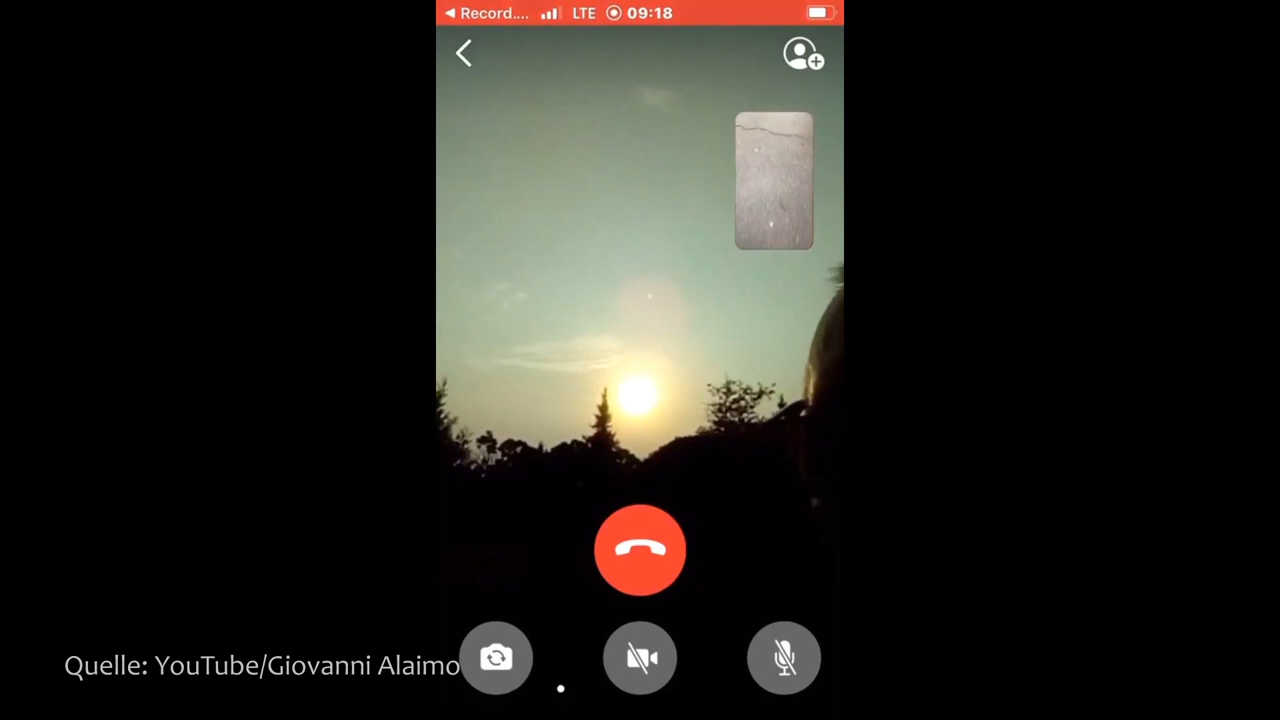 ◀ Record.... LTE 09:18
Quelle: YouTube/Giovanni Alaimo